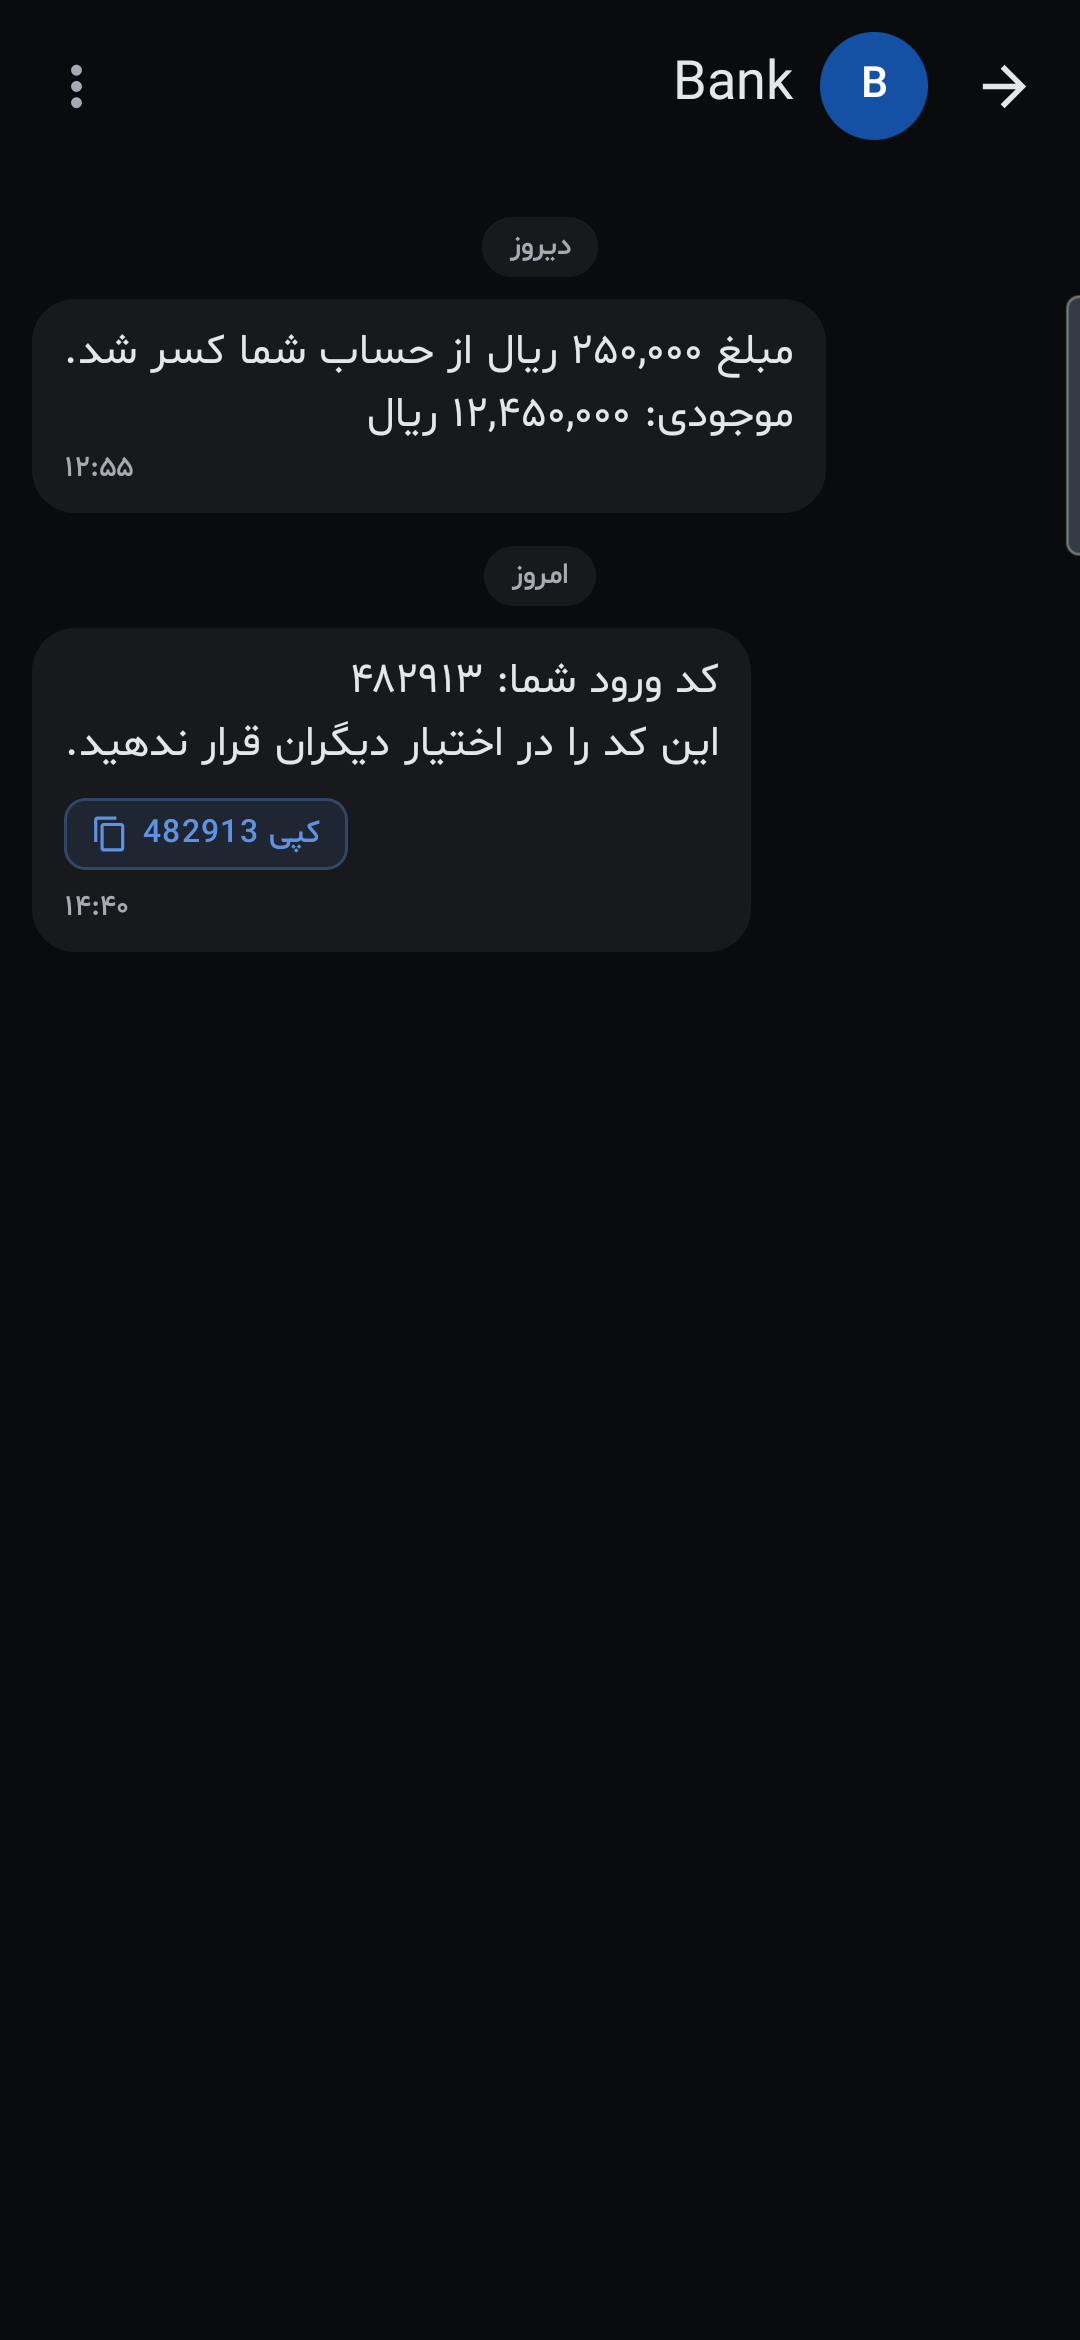 Bank
B
دیروز
مبلغ ۲۵۰,۰۰۰ ریال از حساب شما کسر شد.
موجودی: ۱۲,۴۵۰,۰۰۰ ریال
۱۲:۵۵
امروز
کد ورود شما: ۴۸۲۹۱۳
این کد را در اختیار دیگران قرار ندهید.
کپی 482913
۱۴:۴۰